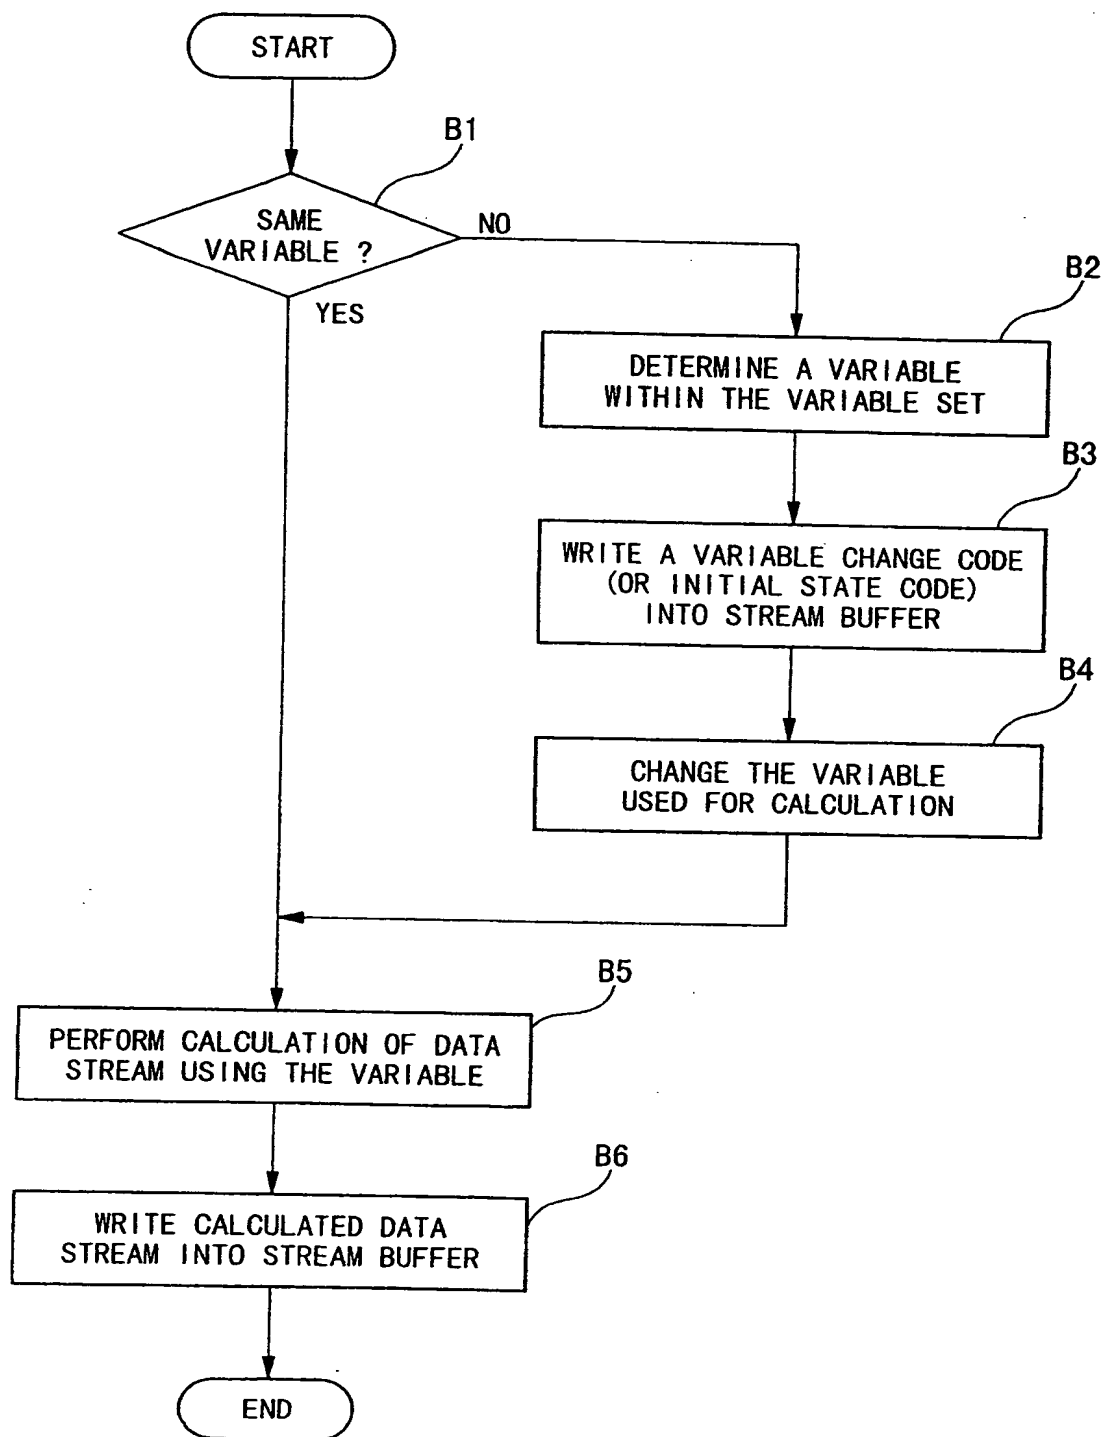 START
B1
SAME
VARIABLE ?
NO
YES
B2
DETERMINE A VARIABLE
WITHIN THE VARIABLE SET
B3
WRITE A VARIABLE CHANGE CODE
(OR INITIAL STATE CODE)
INTO STREAM BUFFER
B4
CHANGE THE VARIABLE
USED FOR CALCULATION
B5
PERFORM CALCULATION OF DATA
STREAM USING THE VARIABLE
B6
WRITE CALCULATED DATA
STREAM INTO STREAM BUFFER
END